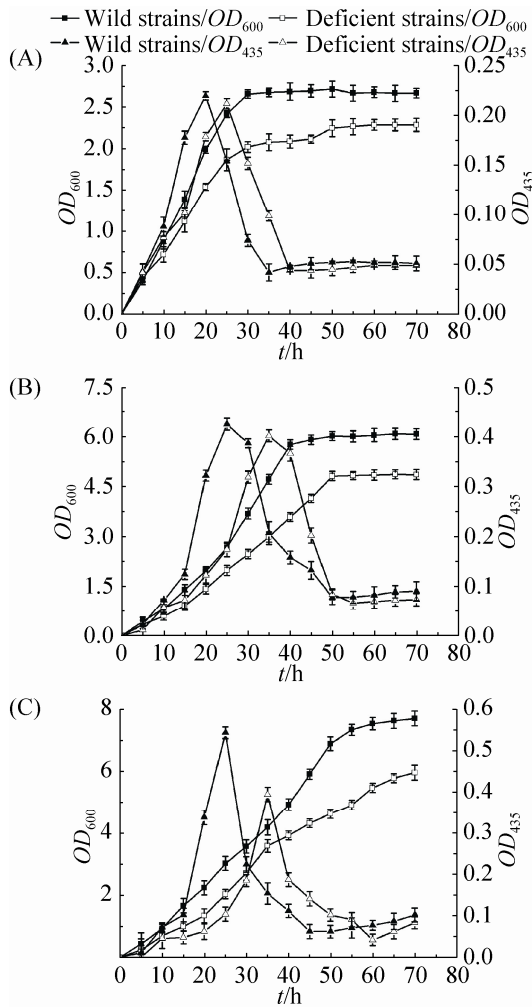 Wild strains/OD600 Deficient strains/OD600
Wild strains/OD435 Deficient strains/OD435
(A)
3.0
2.5
2.0
1.5
1.0
0.5
0.0
OD600
0.25
0.20
0.15
0.10
0.05
0.00
OD435
0 10 20 30 40 50 60 70 80
t/h
(B)
7.5
6.0
4.5
3.0
1.5
0.0
OD600
0.5
0.4
0.3
0.2
0.1
0.0
OD435
0 10 20 30 40 50 60 70 80
t/h
(C)
8
6
4
2
OD600
0.6
0.5
0.4
0.3
0.2
0.1
0.0
OD435
0 10 20 30 40 50 60 70 80
t/h